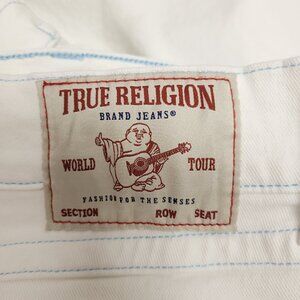 TRUE RELIGION
BRAND JEANS®
WORLD TOUR
FASHION FOR THE SENSES
SECTION ROW SEAT